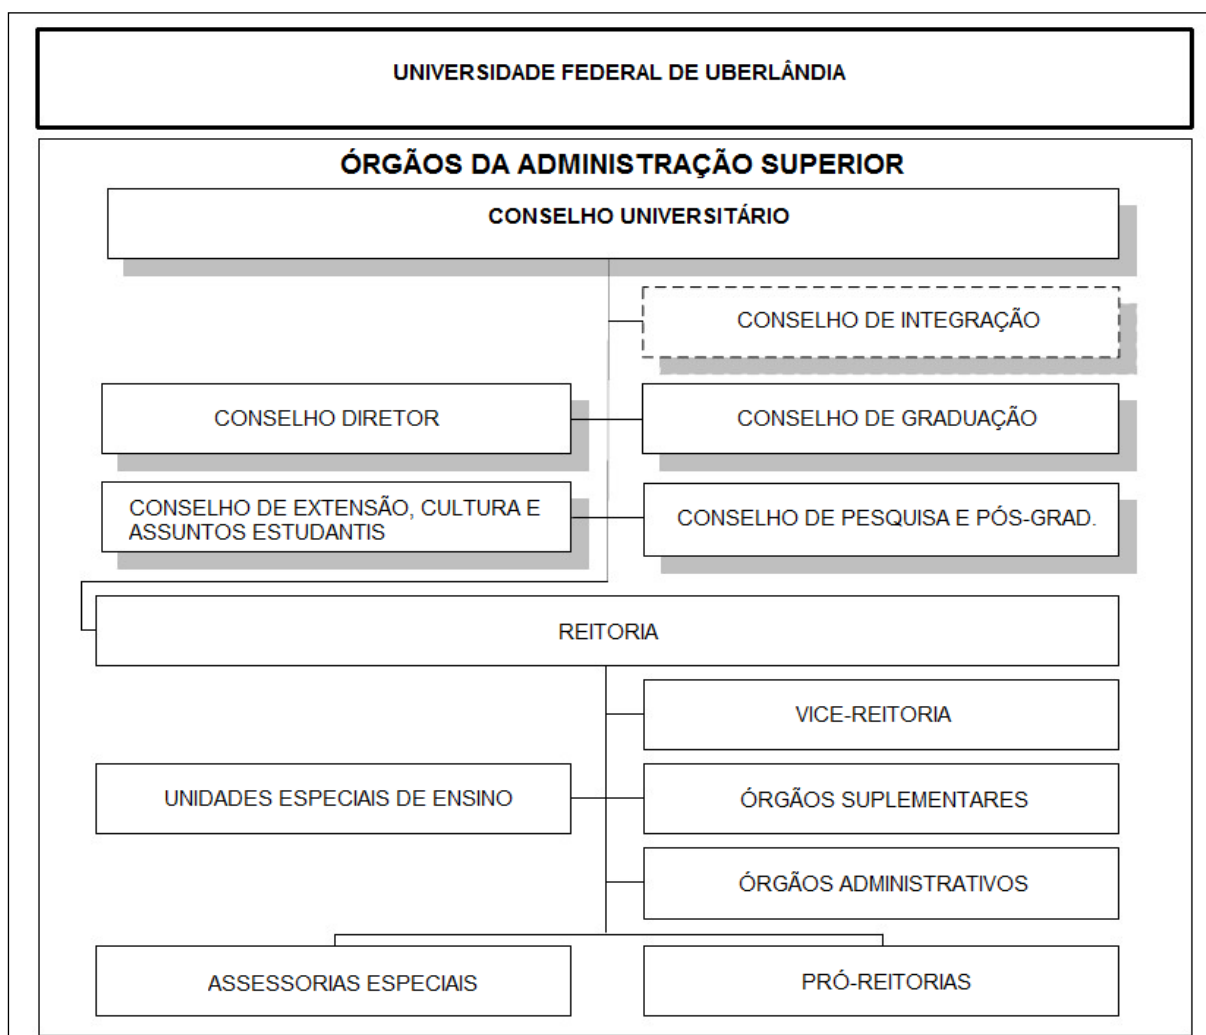 UNIVERSIDADE FEDERAL DE UBERLÂNDIA
ÓRGÃOS DA ADMINISTRAÇÃO SUPERIOR
CONSELHO UNIVERSITÁRIO
CONSELHO DE INTEGRAÇÃO
CONSELHO DIRETOR
CONSELHO DE GRADUAÇÃO
CONSELHO DE EXTENSÃO, CULTURA E
ASSUNTOS ESTUDANTIS
CONSELHO DE PESQUISA E PÓS-GRAD.
REITORIA
VICE-REITORIA
UNIDADES ESPECIAIS DE ENSINO
ÓRGÃOS SUPLEMENTARES
ÓRGÃOS ADMINISTRATIVOS
ASSESSORIAS ESPECIAIS
PRÓ-REITORIAS